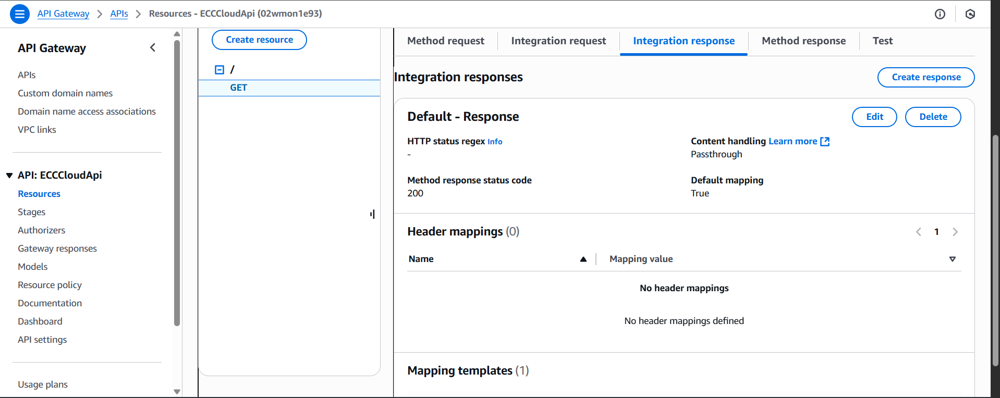 API Gateway > APIs > Resources - ECCCloudApi (02wmon1e93)
API Gateway
APIs
Custom domain names
Domain name access associations
VPC links
API: ECCCloudApi
Resources
Stages
Authorizers
Gateway responses
Models
Resource policy
Documentation
Dashboard
API settings
Usage plans
Create resource
/
GET
Method request
Integration request
Integration response
Method response
Test
Integration responses
Create response
Default - Response
Edit
Delete
HTTP status regex Info
-
Content handling Learn more
Passthrough
Method response status code
200
Default mapping
True
Header mappings (0)
1
Name
Mapping value
No header mappings
No header mappings defined
Mapping templates (1)